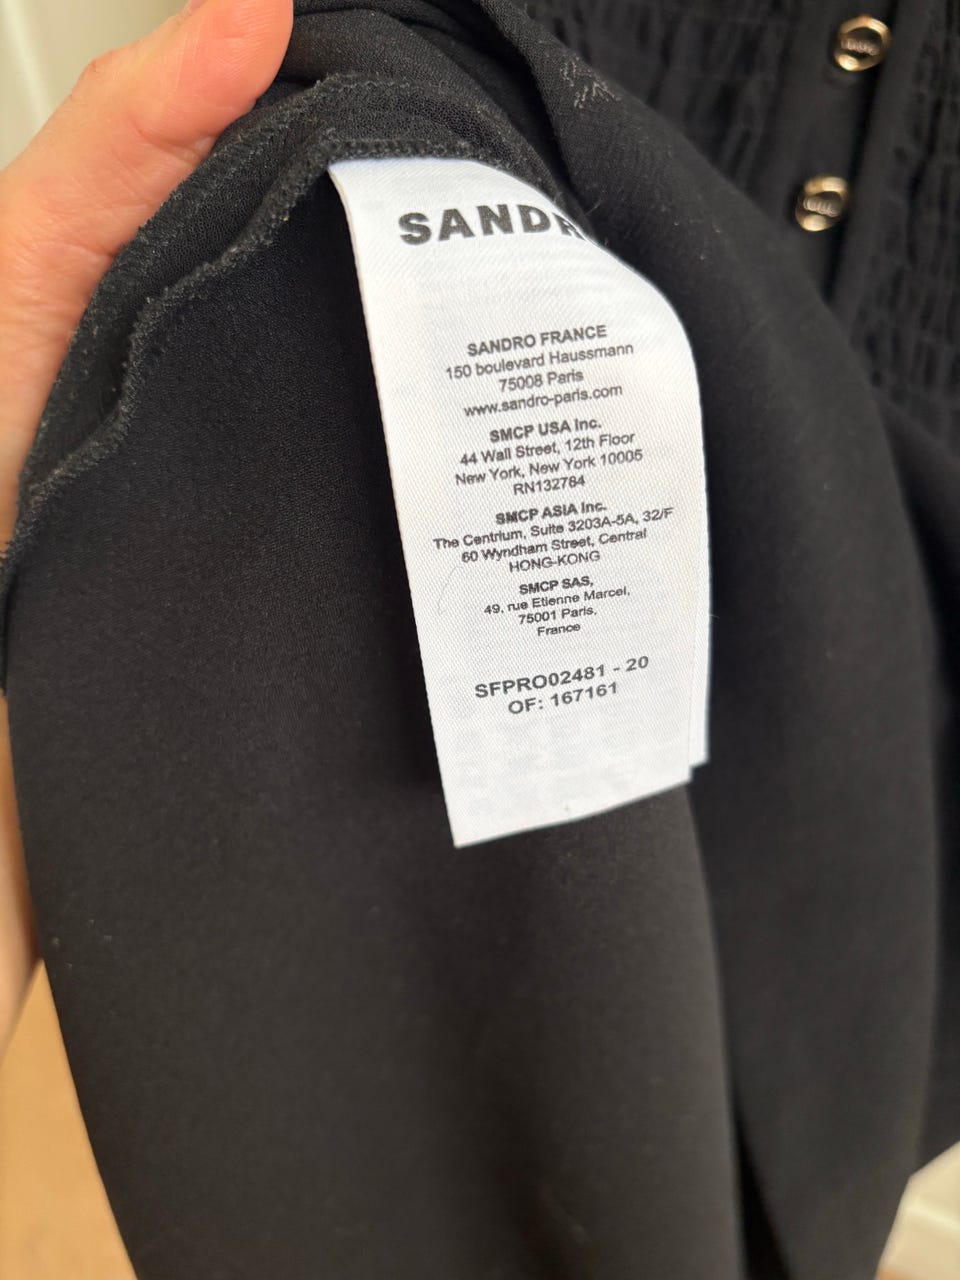 SANDR
SANDRO FRANCE
150 boulevard Haussmann
75008 Paris
www.sandro-paris.com
SMCP USA Inc.
44 Wall Street, 12th Floor
New York, New York 10005
RN132784
SMCP ASIA Inc.
The Centrium, Suite 3203A-5A, 32/F
60 Wyndham Street, Central
HONG-KONG
SMCP SAS,
49, rue Etienne Marcel,
75001 Paris,
France
SFPRO02481 - 20
OF: 167161